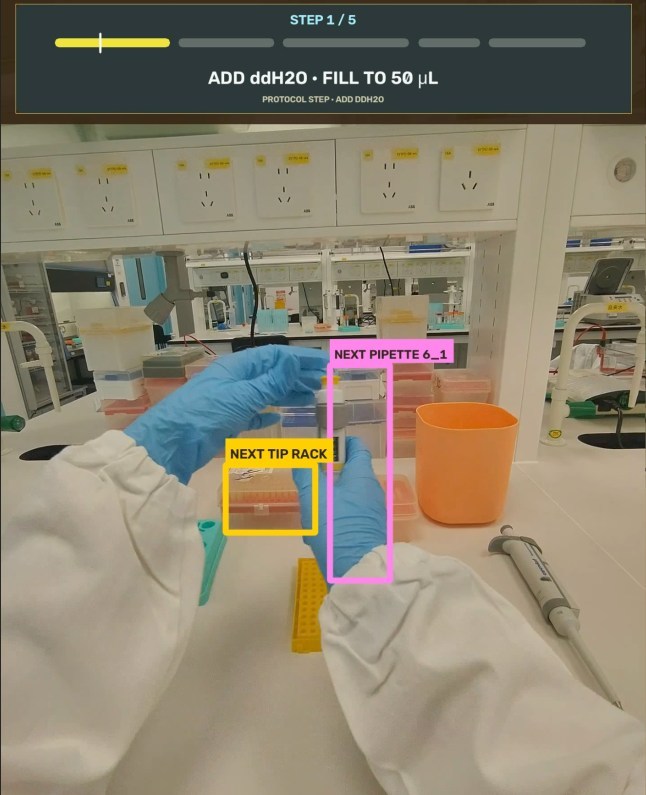 STEP 1 / 5
ADD ddH2O • FILL TO 50 μL
PROTOCOL STEP • ADD DDH2O
NEXT PIPETTE 6_1
NEXT TIP RACK